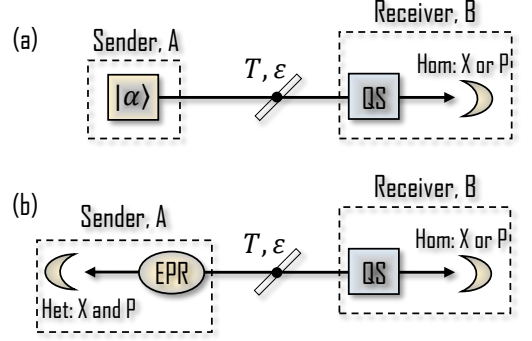 (a)
Sender, A
|α⟩
T, ε
Receiver, B
QS
Hom: X or P
(b)
Sender, A
EPR
Het: X and P
T, ε
Receiver, B
QS
Hom: X or P